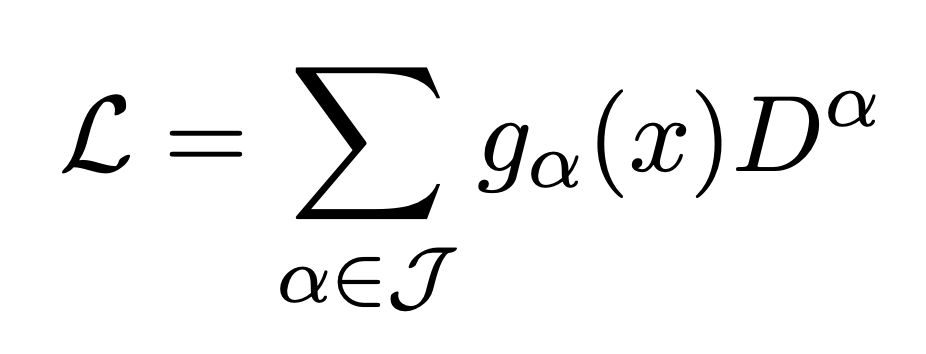 ℒ = ∑_{α∈𝒥} g_α(x)D^α